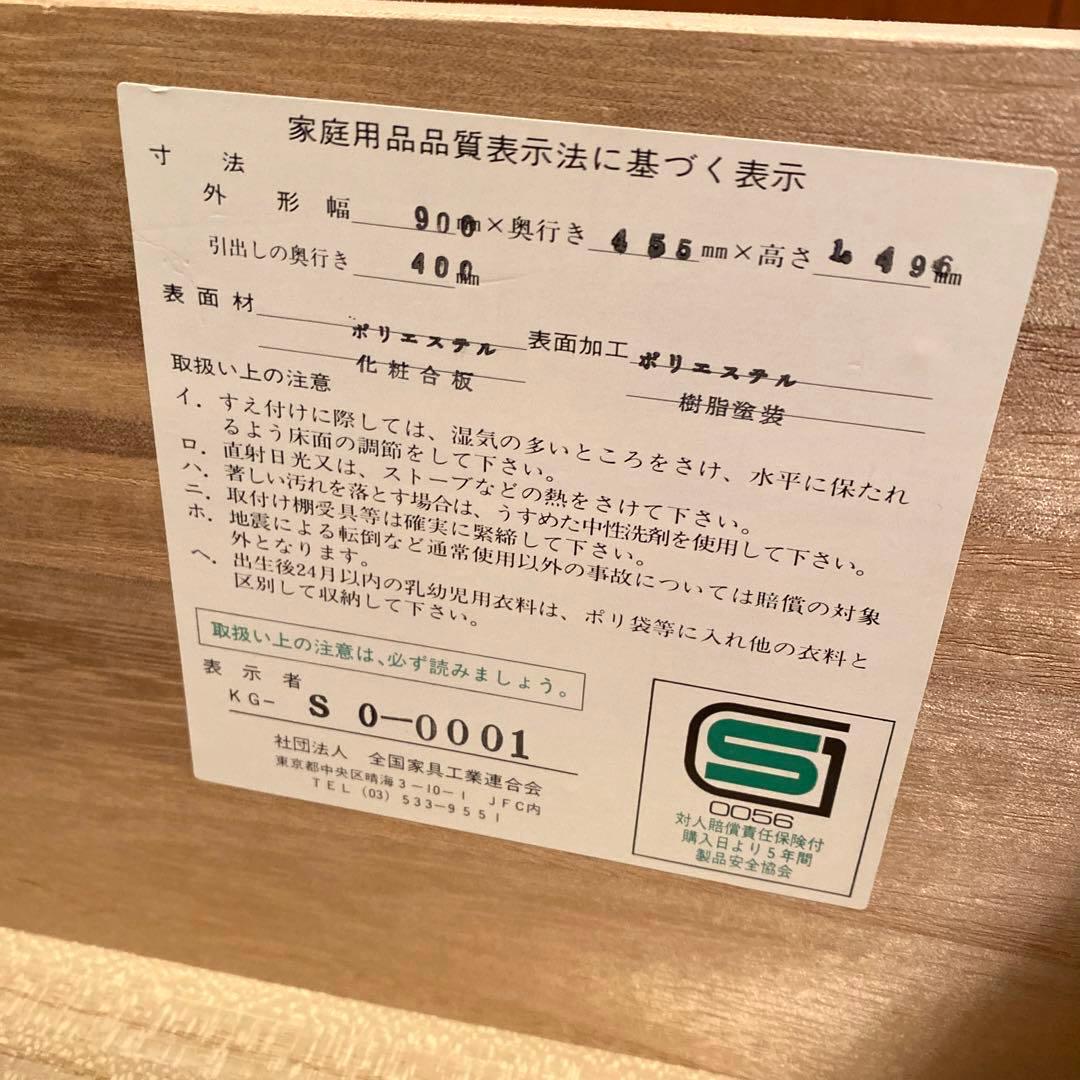 家庭用品品質表示法に基づく表示
寸法
外形幅 900mm×奥行き 455mm×高さ 1,496mm
引出しの奥行き 400mm
表面材 ポリエステル 表面加工 ポリエステル
化粧合板 樹脂塗装
取扱い上の注意
イ．すえ付けに際しては、湿気の多いところをさけ、水平に保たれ
るよう床面の調節をして下さい。
ロ．直射日光又は、ストーブなどの熱をさけて下さい。
ハ．著しい汚れを落とす場合は、うすめた中性洗剤を使用して下さい。
ニ．取付け棚受具等は確実に緊締して下さい。
ホ．地震による転倒など通常使用以外の事故については賠償の対象
外となります。
ヘ．出生後24月以内の乳幼児用衣料は、ポリ袋等に入れ他の衣料と
区別して収納して下さい。
取扱い上の注意は、必ず読みましょう。
表示者
KG- S 0-0001
社団法人 全国家具工業連合会
東京都中央区晴海3-10-1 JFC内
TEL(03)533-9551
SG
0056
対人賠償責任保険付
購入日より5年間
製品安全協会